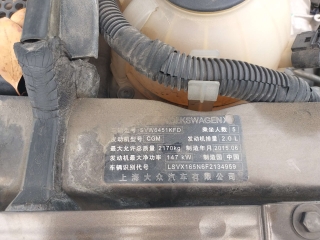 KSWAGEN
SVW6451KFD 乘坐人数 5
发动机型号 CGM 发动机排量 2.0 L
最大允许总质量 2170kg 制造年月 2015.06
发动机最大净功率 147 kW 制造国 中国
车辆识别代号 LSVX165N6F2134959
上海大众汽车有限公司